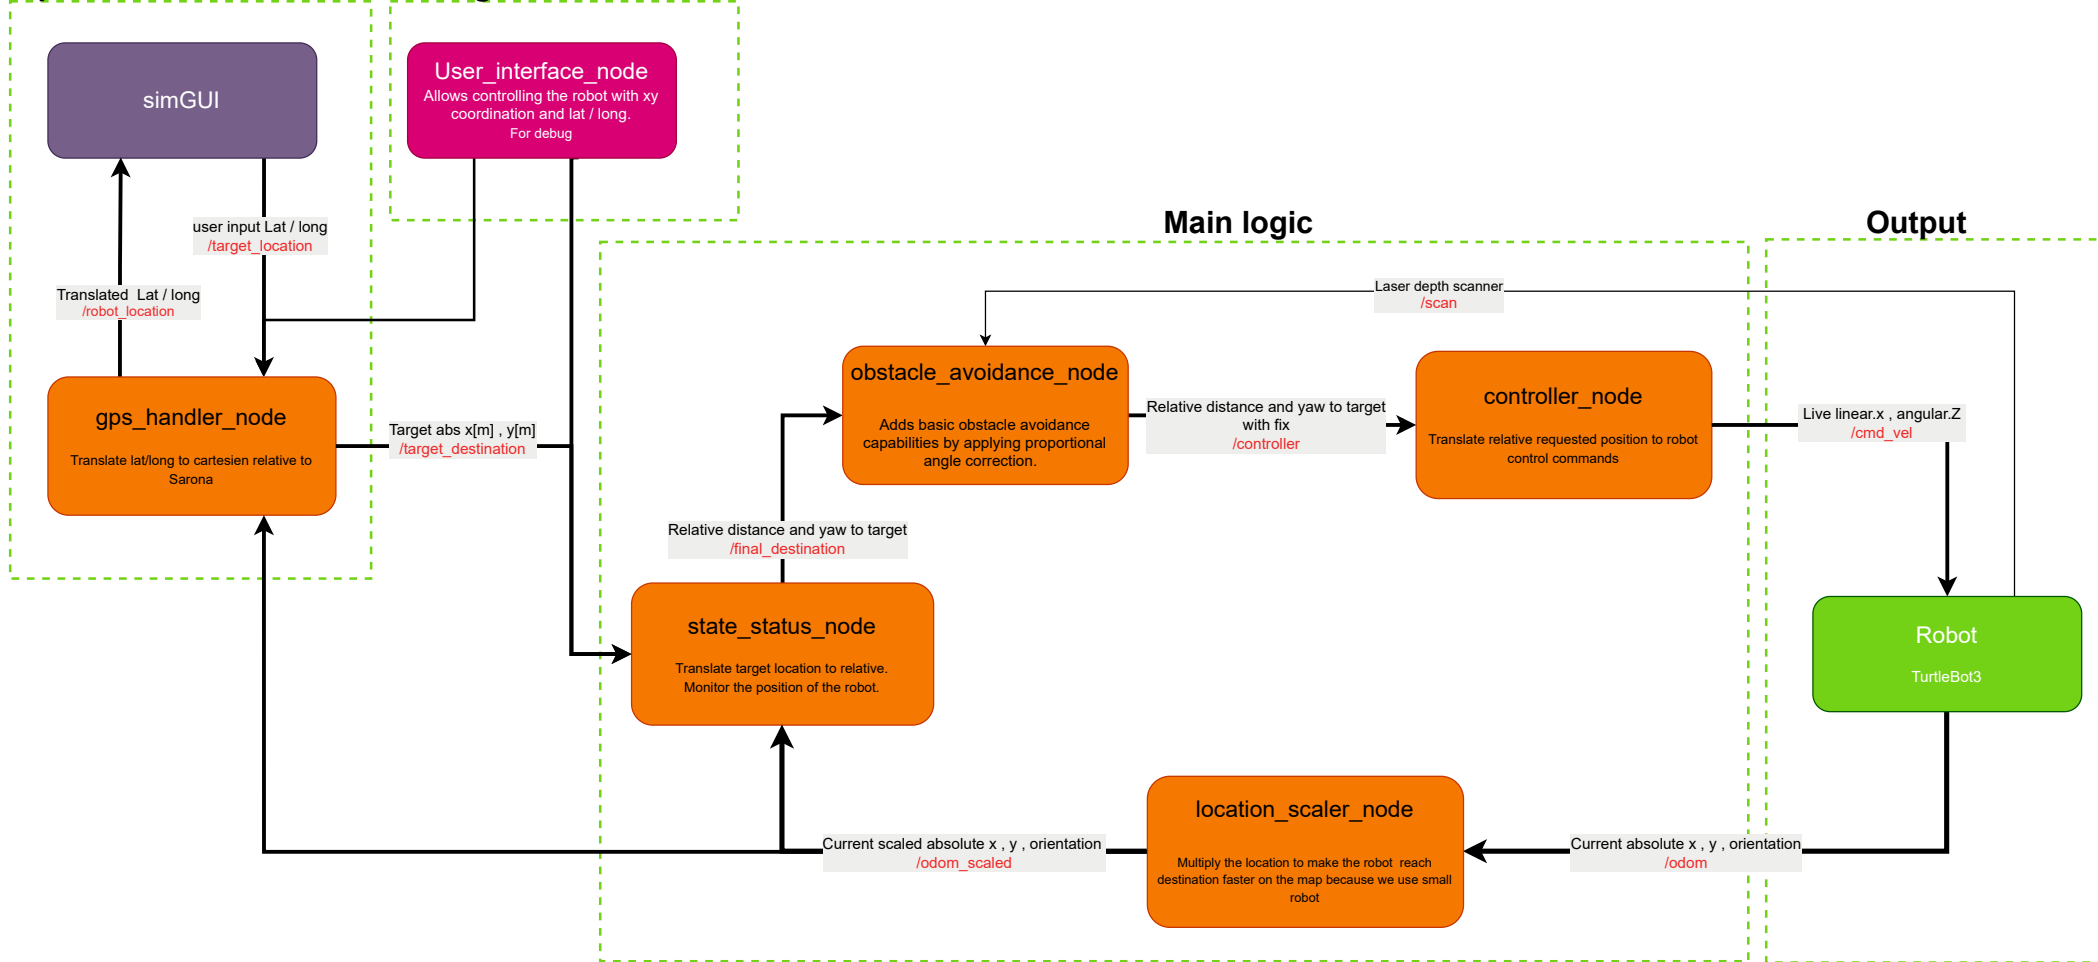 simGUI
User_interface_node
Allows controlling the robot with xy
coordination and lat / long.
For debug
user input Lat / long
/target_location
Translated Lat / long
/robot_location
gps_handler_node
Translate lat/long to cartesien relative to
Sarona
Target abs x[m] , y[m]
/target_destination
Main logic
Output
Laser depth scanner
/scan
obstacle_avoidance_node
Adds basic obstacle avoidance
capabilities by applying proportional
angle correction.
Relative distance and yaw to target
with fix
/controller
controller_node
Translate relative requested position to robot
control commands
Live linear.x , angular.Z
/cmd_vel
Relative distance and yaw to target
/final_destination
state_status_node
Translate target location to relative.
Monitor the position of the robot.
Robot
TurtleBot3
location_scaler_node
Multiply the location to make the robot reach
destination faster on the map because we use small
robot
Current scaled absolute x , y , orientation
/odom_scaled
Current absolute x , y , orientation
/odom